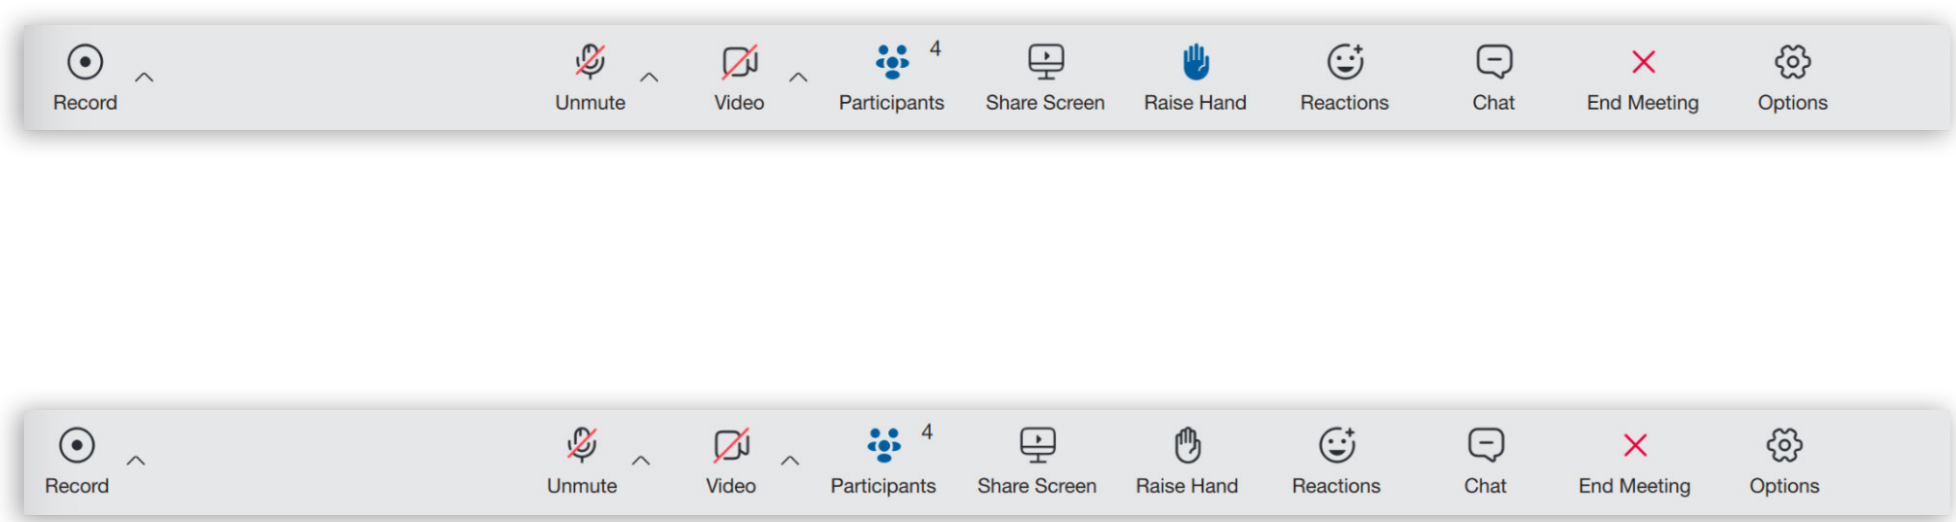 4
Record Unmute Video Participants Share Screen Raise Hand Reactions Chat End Meeting Options
4
Record Unmute Video Participants Share Screen Raise Hand Reactions Chat End Meeting Options